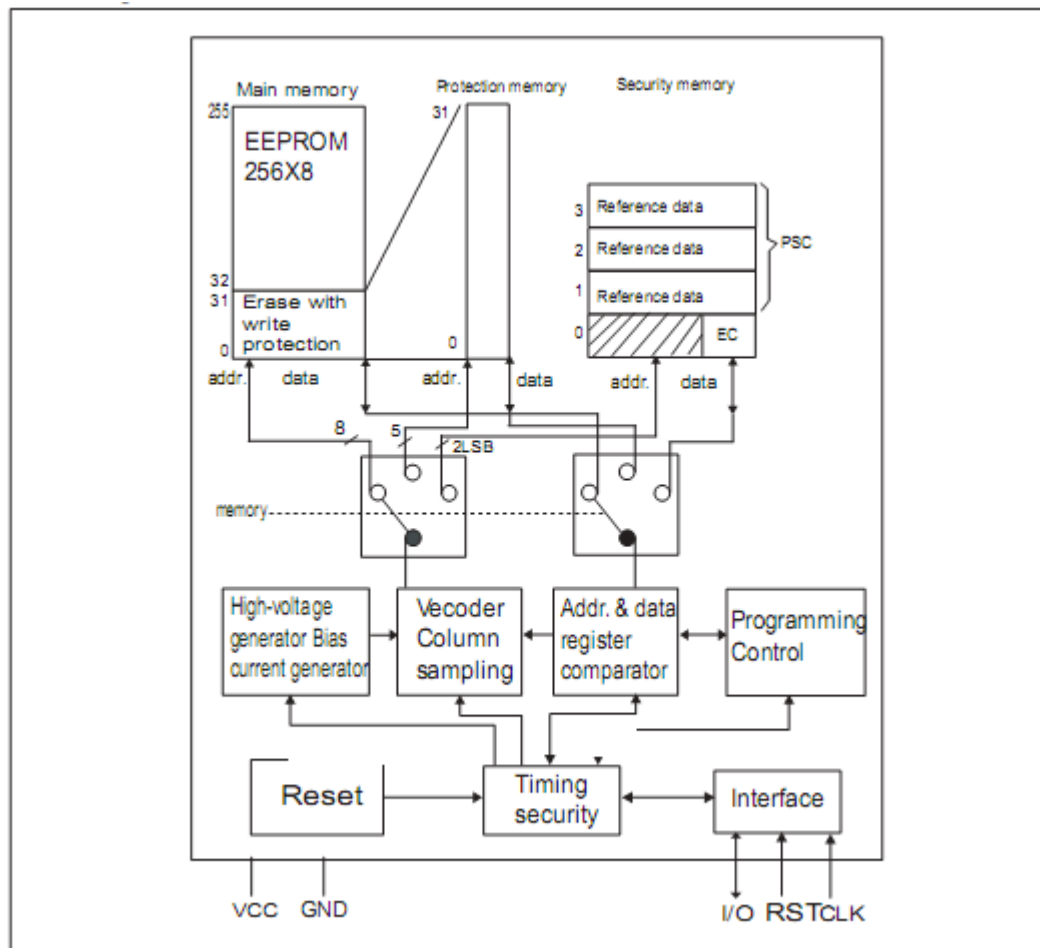 Main memory
Protection memory
Security memory
255
EEPROM
256X8
32
31
Erase with
write
protection
0
31
0
3
Reference data
2
Reference data
1
Reference data
0
EC
PSC
addr.
data
addr.
data
addr.
data
8
5
2LSB
memory
High-voltage
generator Bias
current generator
Vecoder
Column
sampling
Addr. & data
register
comparator
Programming
Control
Reset
Timing
security
Interface
VCC
GND
I/O
RST
CLK